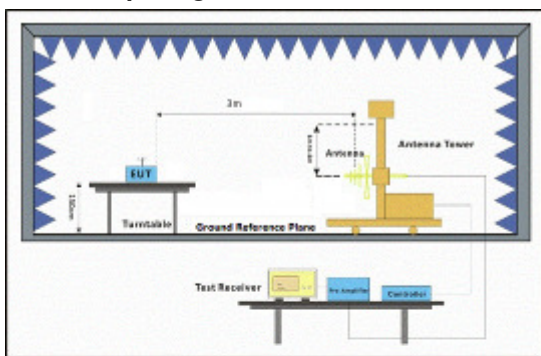 3m
Antenna
Antenna Tower
EUT
Turntable
Ground Reference Plane
Test Receiver
Pre Amplifier
Controller